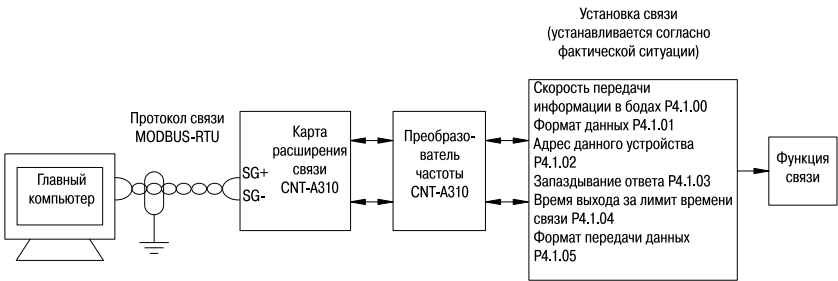 Установка связи
(устанавливается согласно
фактической ситуации)
Протокол связи
MODBUS-RTU
Главный
компьютер
SG+
SG-
Карта
расширения
связи
CNT-A310
Преобразо-
ватель
частоты
CNT-A310
Скорость передачи
информации в бодах P4.1.00
Формат данных P4.1.01
Адрес данного устройства
P4.1.02
Запаздывание ответа P4.1.03
Время выхода за лимит времени
связи P4.1.04
Формат передачи данных
P4.1.05
Функция
связи